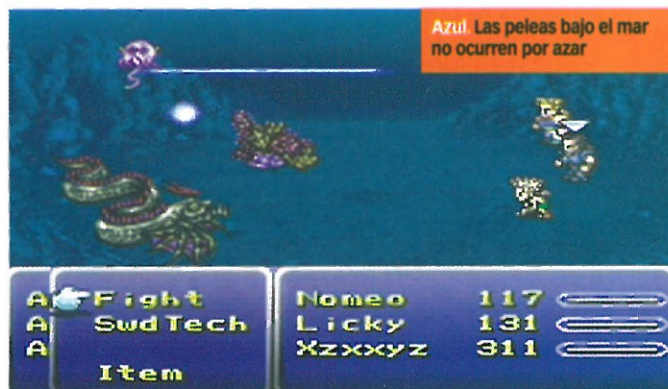 Azul. Las peleas bajo el mar
no ocurren por azar
A Fight Nomeo 117
A SwdTech Licky 131
A Xzxxyz 311
Item